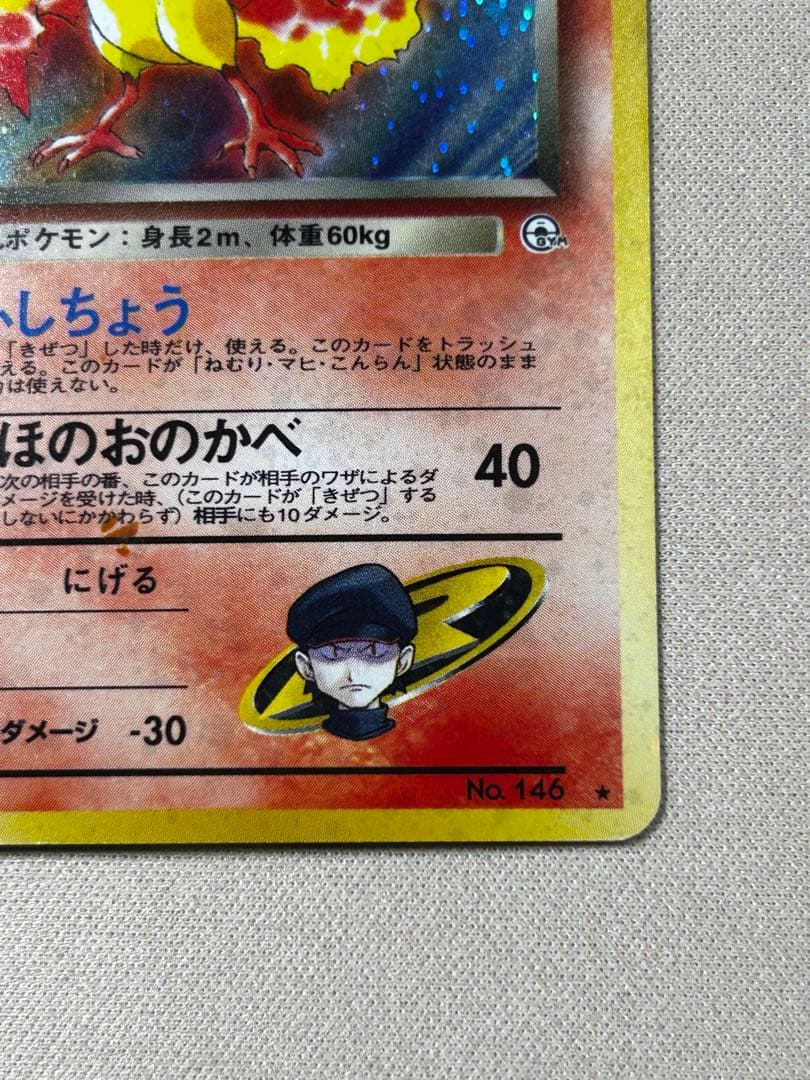 ポケモン：身長2m、体重60kg
GYM
しちょう
「きぜつ」した時だけ、使える。このカードをトラッシュ
える。このカードが「ねむり・マヒ・こんらん」状態のまま
は使えない。
ほのおのかべ 40
次の相手の番、このカードが相手のワザによるダ
メージを受けた時、（このカードが「きぜつ」する
しないにかかわらず）相手にも10ダメージ。
にげる
ダメージ -30
No. 146 ★